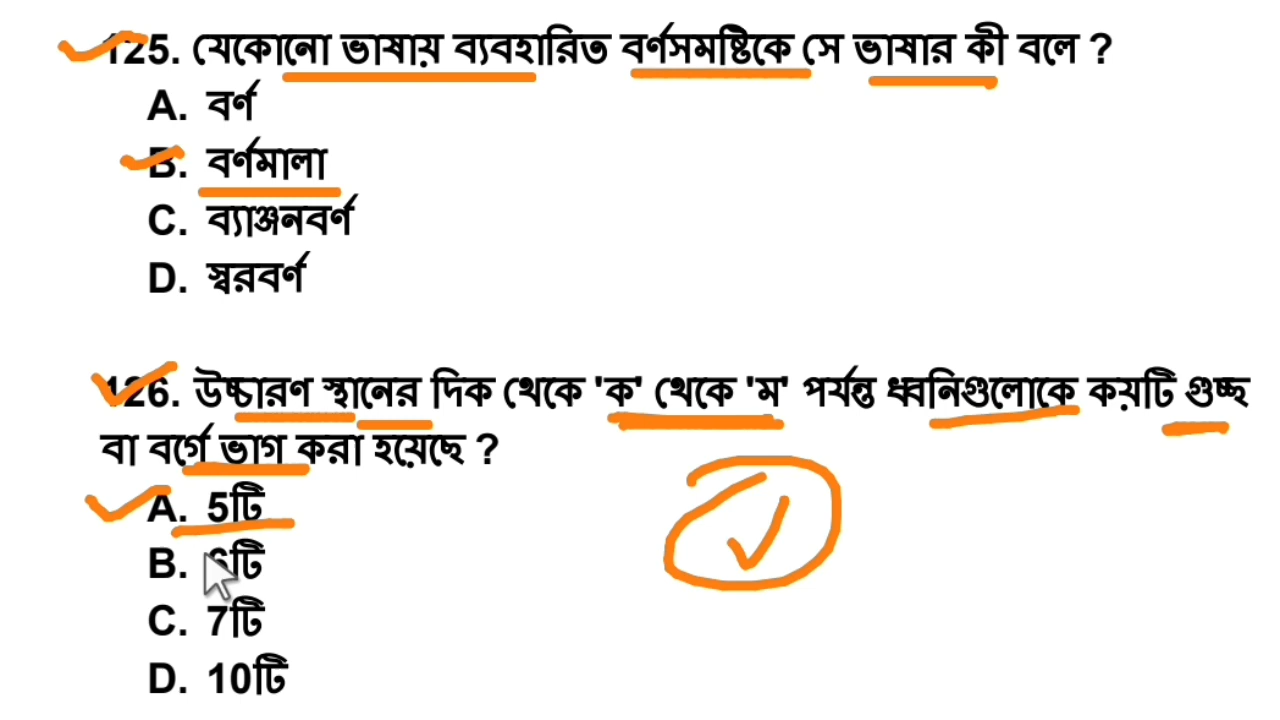 125. যেকোনো ভাষায় ব্যবহারিত বর্ণসমষ্টিকে সে ভাষার কী বলে ?
A. বর্ণ
B. বর্ণমালা
C. ব্যাঞ্জনবর্ণ
D. স্বরবর্ণ
126. উচ্চারণ স্থানের দিক থেকে 'ক' থেকে 'ম' পর্যন্ত ধ্বনিগুলোকে কয়টি গুচ্ছ
বা বর্গে ভাগ করা হয়েছে ?
A. 5টি
B. 6টি
C. 7টি
D. 10টি